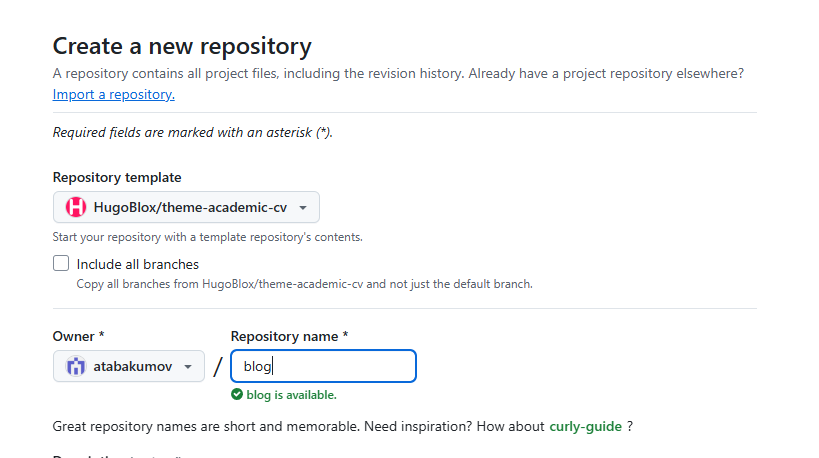 Create a new repository
A repository contains all project files, including the revision history. Already have a project repository elsewhere?
Import a repository.
Required fields are marked with an asterisk (*).
Repository template
HugoBlox/theme-academic-cv
Start your repository with a template repository's contents.
Include all branches
Copy all branches from HugoBlox/theme-academic-cv and not just the default branch.
Owner * Repository name *
atabakumov / blog
blog is available.
Great repository names are short and memorable. Need inspiration? How about curly-guide ?